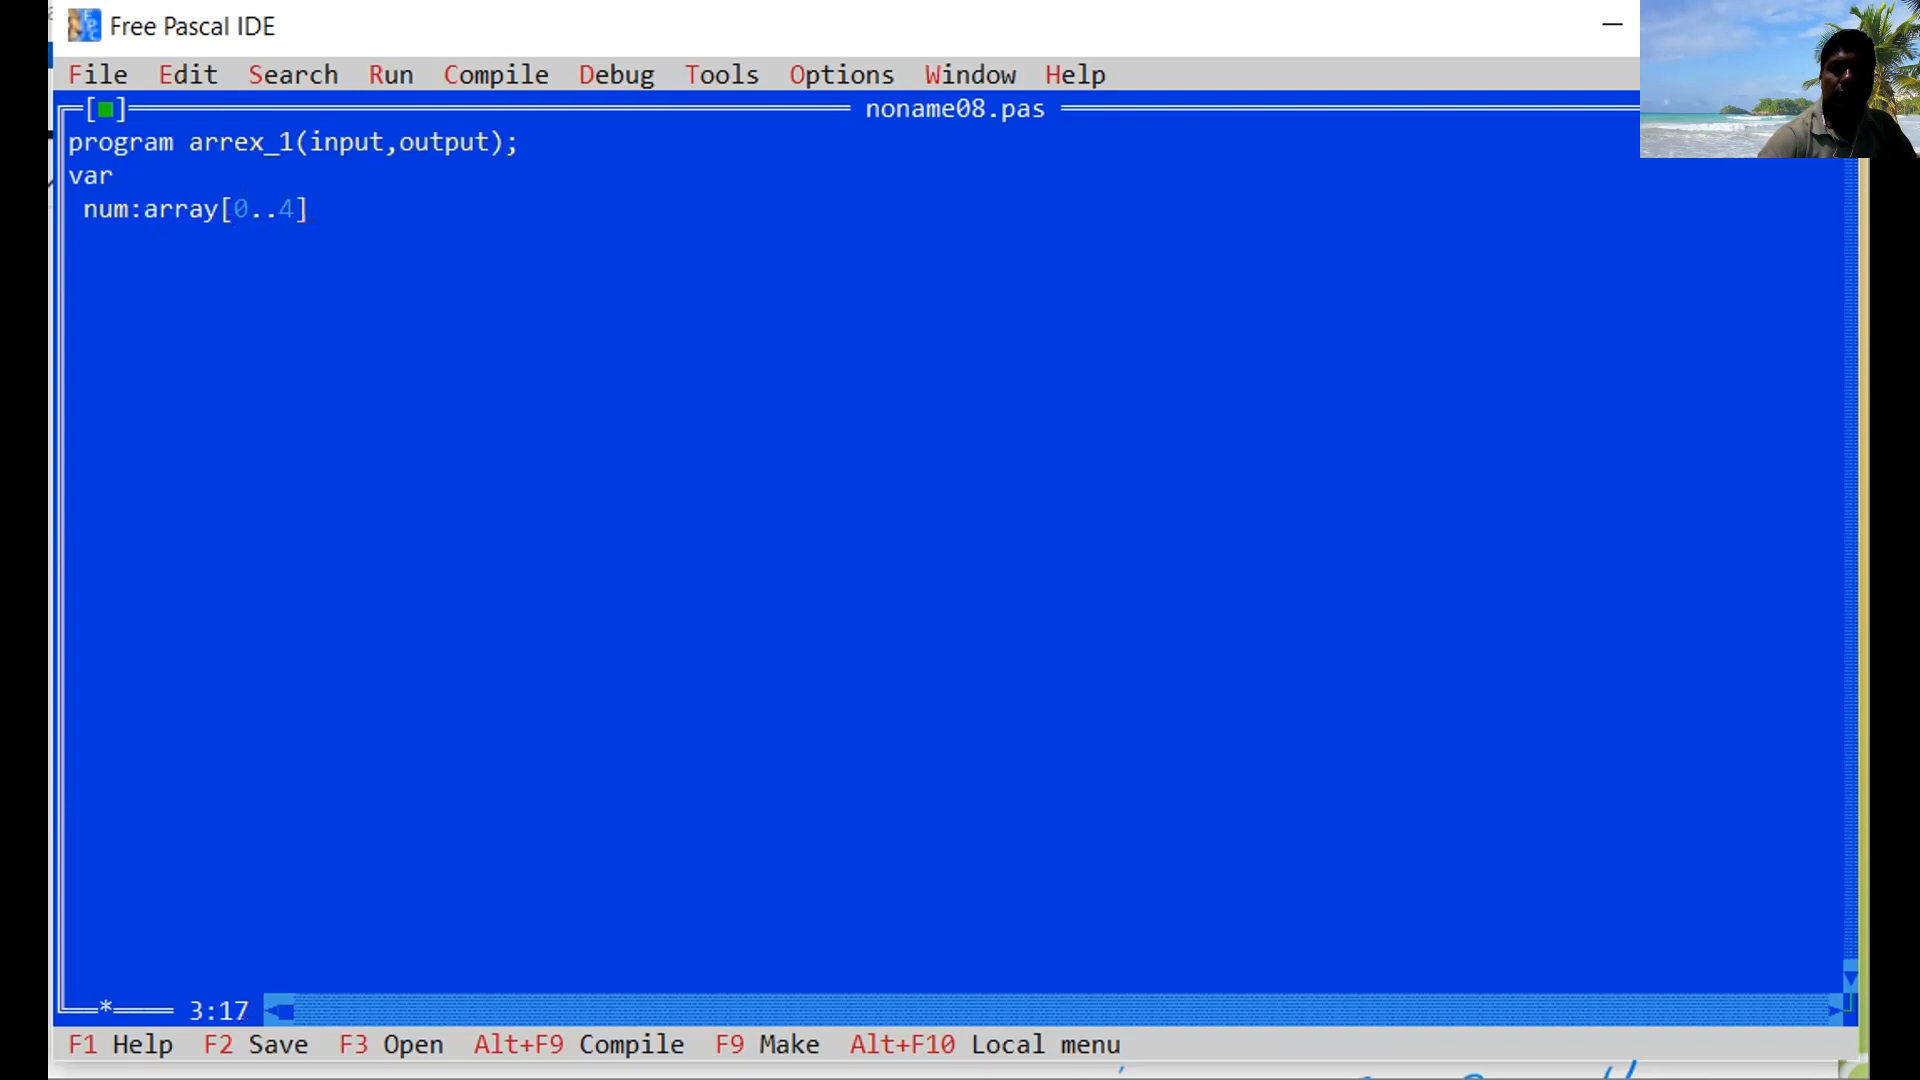 Free Pascal IDE
File Edit Search Run Compile Debug Tools Options Window Help
noname08.pas
program arrex_1(input,output);
var
num:array[0..4]
* 3:17
F1 Help F2 Save F3 Open Alt+F9 Compile F9 Make Alt+F10 Local menu